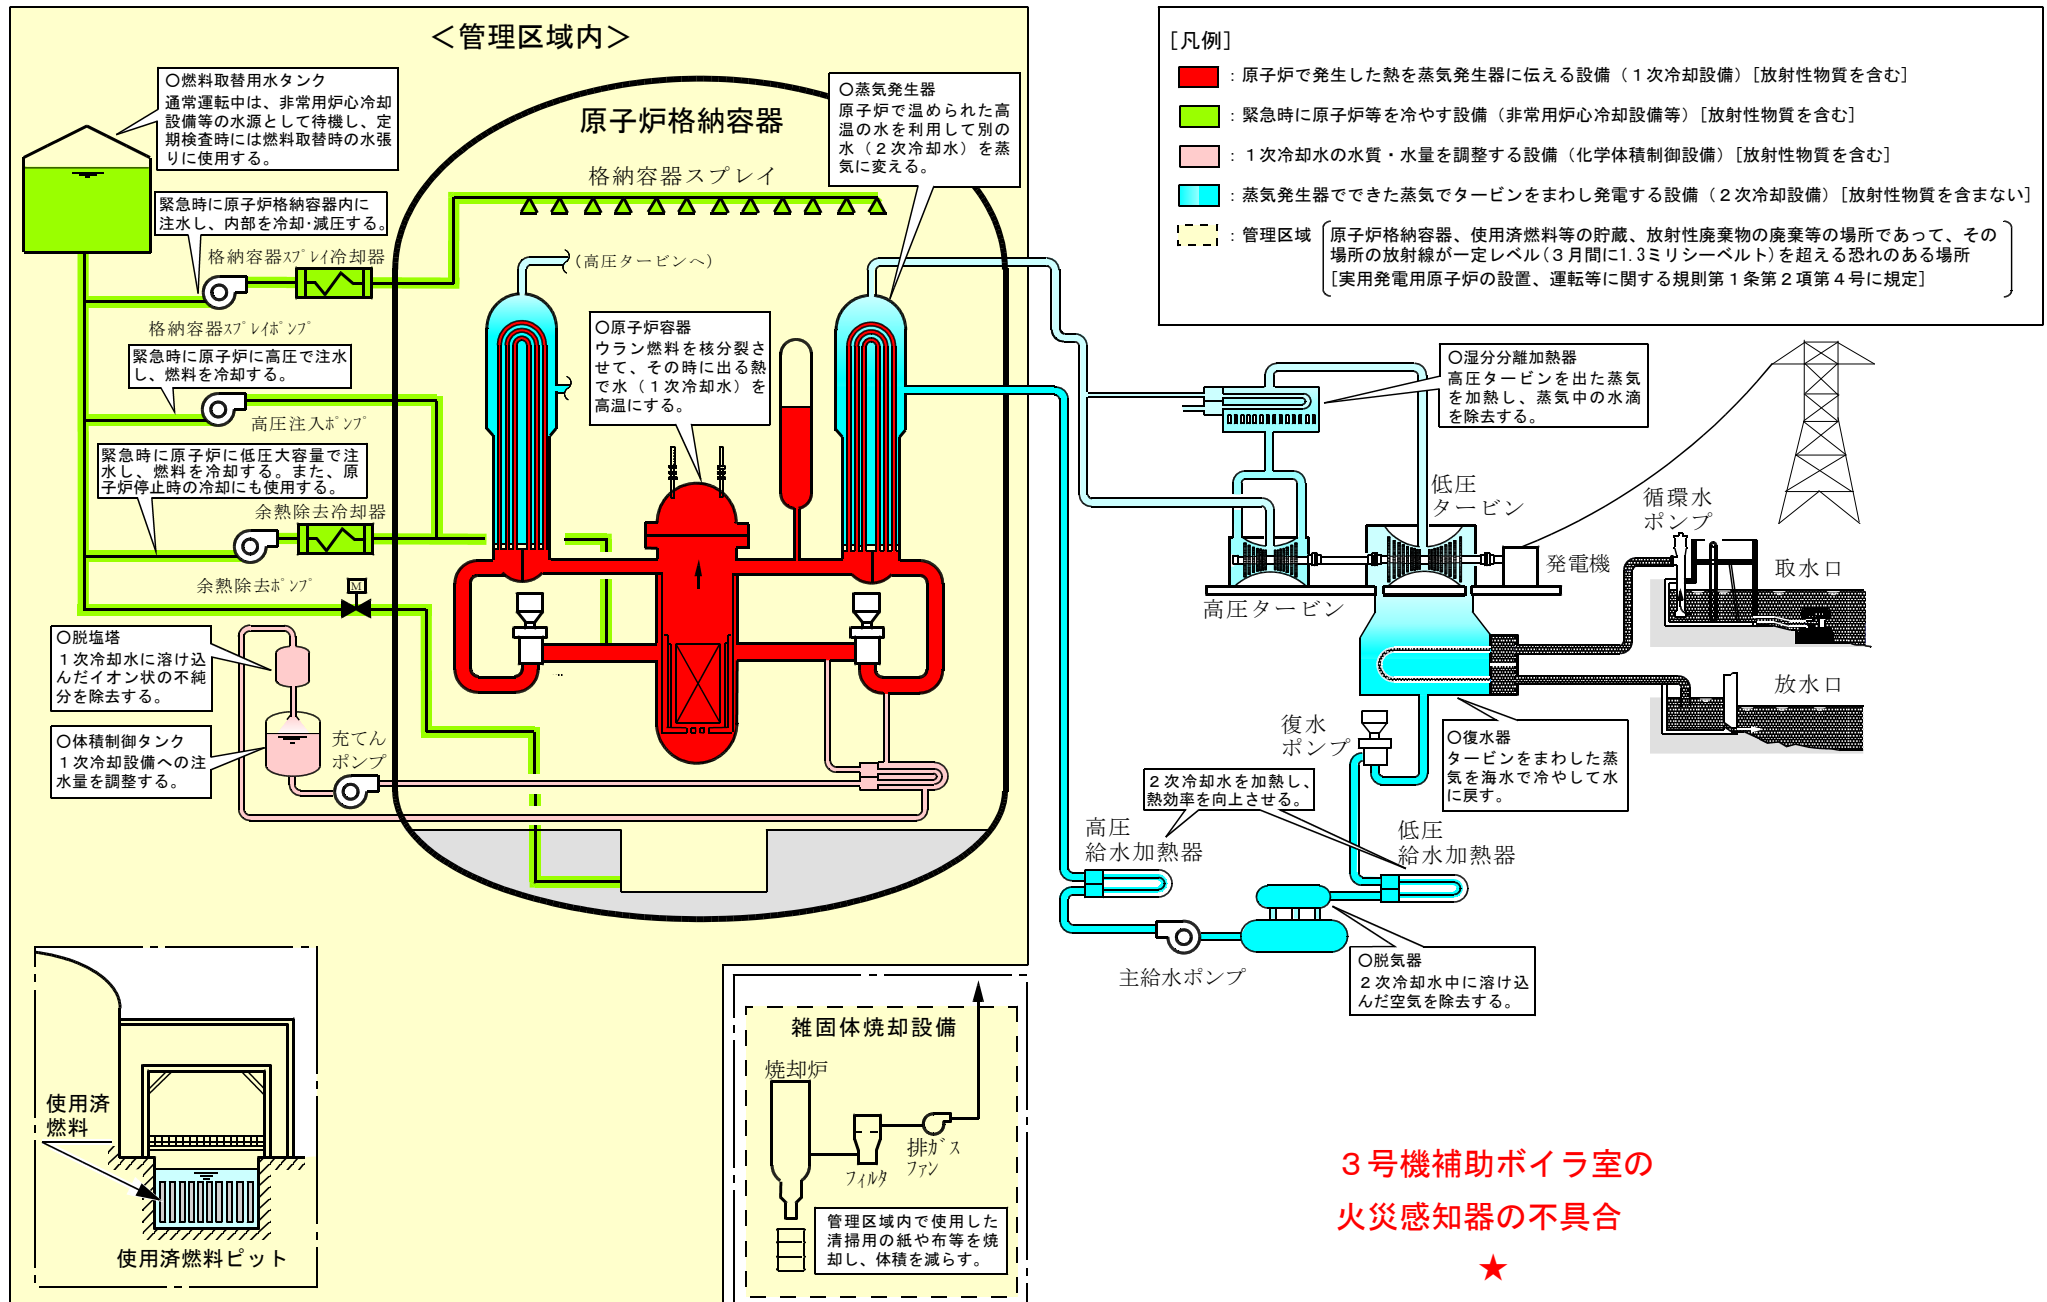 ＜管理区域内＞
○燃料取替用水タンク
通常運転中は、非常用炉心冷却
設備等の水源として待機し、定
期検査時には燃料取替時の水張
りに使用する。
緊急時に原子炉格納容器内に
注水し、内部を冷却･減圧する。
格納容器ｽﾌﾟﾚｲ冷却器
格納容器ｽﾌﾟﾚｲﾎﾟﾝﾌﾟ
緊急時に原子炉に高圧で注水
し、燃料を冷却する。
高圧注入ﾎﾟﾝﾌﾟ
緊急時に原子炉に低圧大容量で注
水し、燃料を冷却する。また、原
子炉停止時の冷却にも使用する。
余熱除去冷却器
余熱除去ﾎﾟﾝﾌﾟ
M
○脱塩塔
１次冷却水に溶け込
んだイオン状の不純
分を除去する。
○体積制御タンク
１次冷却設備への注
水量を調整する。
充てん
ポンプ
原子炉格納容器
格納容器スプレイ
(高圧タービンへ)
○蒸気発生器
原子炉で温められた高
温の水を利用して別の
水（２次冷却水）を蒸
気に変える。
○原子炉容器
ウラン燃料を核分裂さ
せて、その時に出る熱
で水（１次冷却水）を
高温にする。
[凡例]
：原子炉で発生した熱を蒸気発生器に伝える設備（１次冷却設備）[放射性物質を含む]
：緊急時に原子炉等を冷やす設備（非常用炉心冷却設備等）[放射性物質を含む]
：１次冷却水の水質・水量を調整する設備（化学体積制御設備）[放射性物質を含む]
：蒸気発生器でできた蒸気でタービンをまわし発電する設備（２次冷却設備）[放射性物質を含まない]
：管理区域
原子炉格納容器、使用済燃料等の貯蔵、放射性廃棄物の廃棄等の場所であって、その
場所の放射線が一定レベル(３月間に1.3ミリシーベルト)を超える恐れのある場所
[実用発電用原子炉の設置、運転等に関する規則第１条第２項第４号に規定]
○湿分分離加熱器
高圧タービンを出た蒸気
を加熱し、蒸気中の水滴
を除去する。
低圧
タービン
高圧タービン
発電機
循環水
ポンプ
取水口
放水口
復水
ポンプ
○復水器
タービンをまわした蒸
気を海水で冷やして水
に戻す。
２次冷却水を加熱し、
熱効率を向上させる。
高圧
給水加熱器
低圧
給水加熱器
主給水ポンプ
○脱気器
２次冷却水中に溶け込
んだ空気を除去する。
使用済
燃料
使用済燃料ピット
雑固体焼却設備
焼却炉
フィルタ
排ｶﾞｽ
ファン
管理区域内で使用した
清掃用の紙や布等を焼
却し、体積を減らす。
３号機補助ボイラ室の
火災感知器の不具合
★